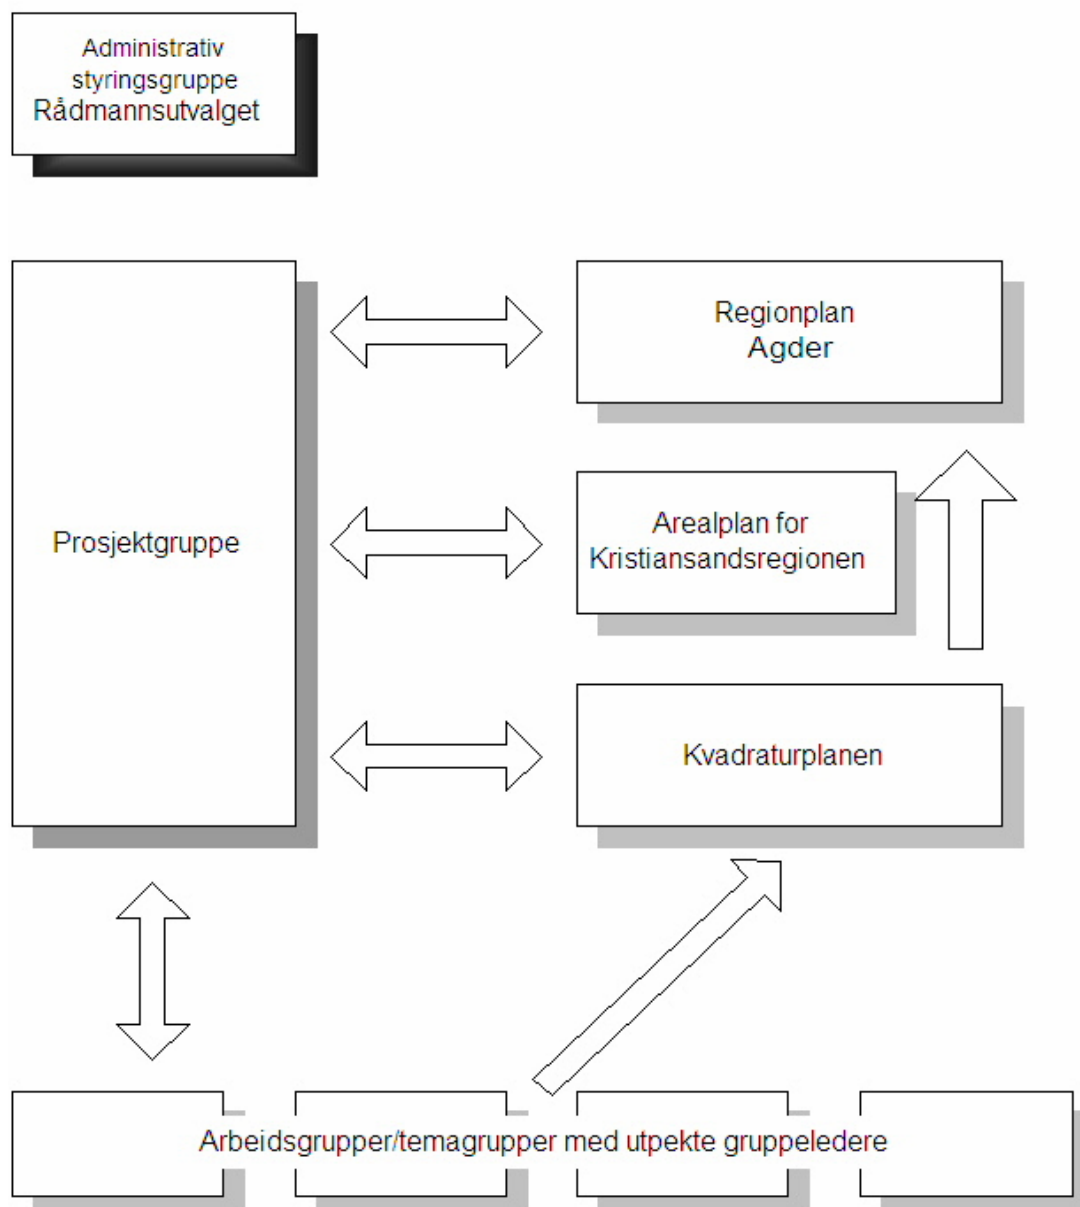 Administrativ
styringsgruppe
Rådmannsutvalget
Regionplan
Agder
Prosjektgruppe
Arealplan for
Kristiansandsregionen
Kvadraturplanen
Arbeidsgrupper/temagrupper med utpekte gruppeledere